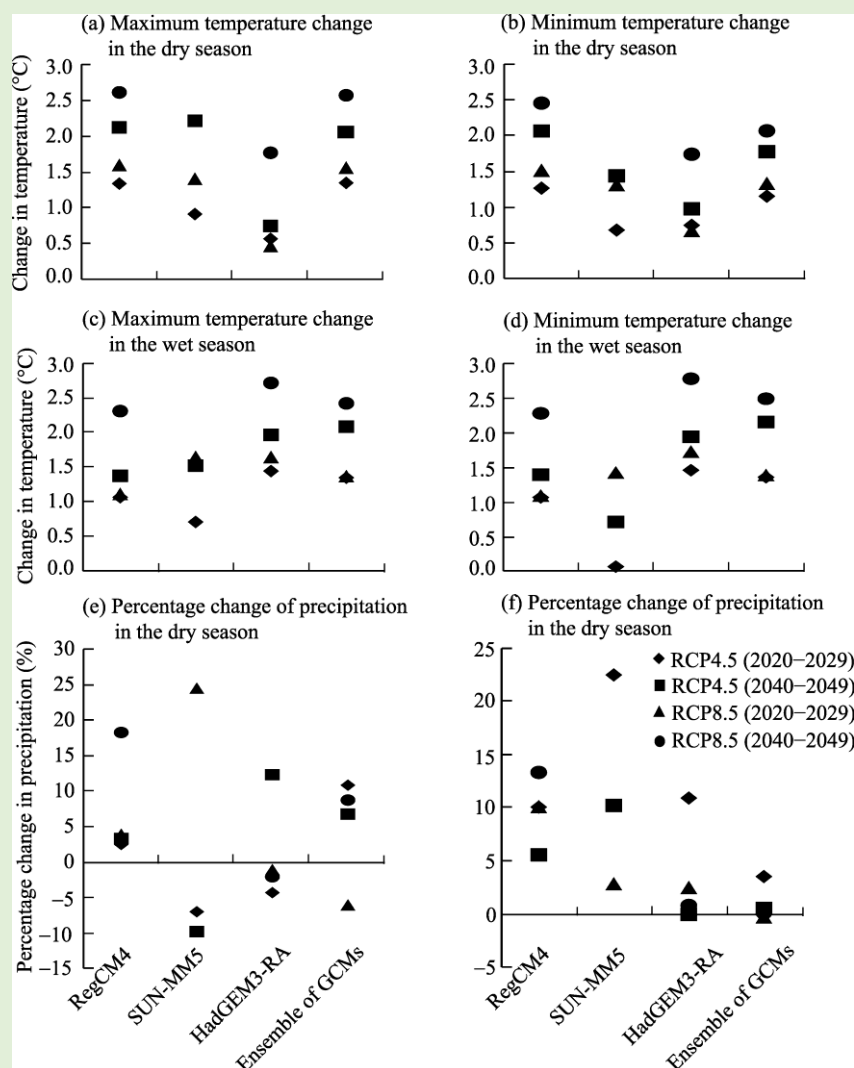 (a) Maximum temperature change
in the dry season
3.0
2.5
2.0
1.5
1.0
0.5
0.0
Change in temperature (°C)
(b) Minimum temperature change
in the dry season
3.0
2.5
2.0
1.5
1.0
0.5
0.0
(c) Maximum temperature change
in the wet season
3.0
2.5
2.0
1.5
1.0
0.5
0.0
Change in temperature (°C)
(d) Minimum temperature change
in the wet season
3.0
2.5
2.0
1.5
1.0
0.5
0.0
(e) Percentage change of precipitation
in the dry season
30
25
20
15
10
5
0
−5
−10
−15
Percentage change in precipitation (%)
RegCM4
SUN-MM5
HadGEM3-RA
Ensemble of GCMs
(f) Percentage change of precipitation
in the dry season
25
20
15
10
5
0
−5
RCP4.5 (2020−2029)
RCP4.5 (2040−2049)
RCP8.5 (2020−2029)
RCP8.5 (2040−2049)
RegCM4
SUN-MM5
HadGEM3-RA
Ensemble of GCMs